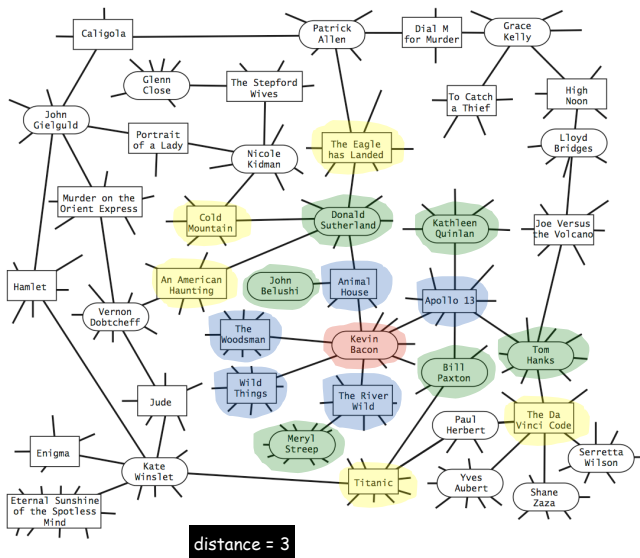 Caligola
Patrick
Allen
Dial M
for Murder
Grace
Kelly
Glenn
Close
The Stepford
Wives
To Catch
a Thief
High
Noon
John
Gielguld
Portrait
of a Lady
Nicole
Kidman
The Eagle
has Landed
Lloyd
Bridges
Murder on the
Orient Express
Cold
Mountain
Donald
Sutherland
Kathleen
Quinlan
Joe Versus
the Volcano
Hamlet
An American
Haunting
John
Belushi
Animal
House
Apollo 13
Vernon
Dobtcheff
The
Woodsman
Kevin
Bacon
Tom
Hanks
Bill
Paxton
Wild
Things
The River
Wild
Jude
Paul
Herbert
The Da
Vinci Code
Meryl
Streep
Enigma
Kate
Winslet
Serretta
Wilson
Titanic
Yves
Aubert
Shane
Zaza
Eternal Sunshine
of the Spotless
Mind
distance = 3